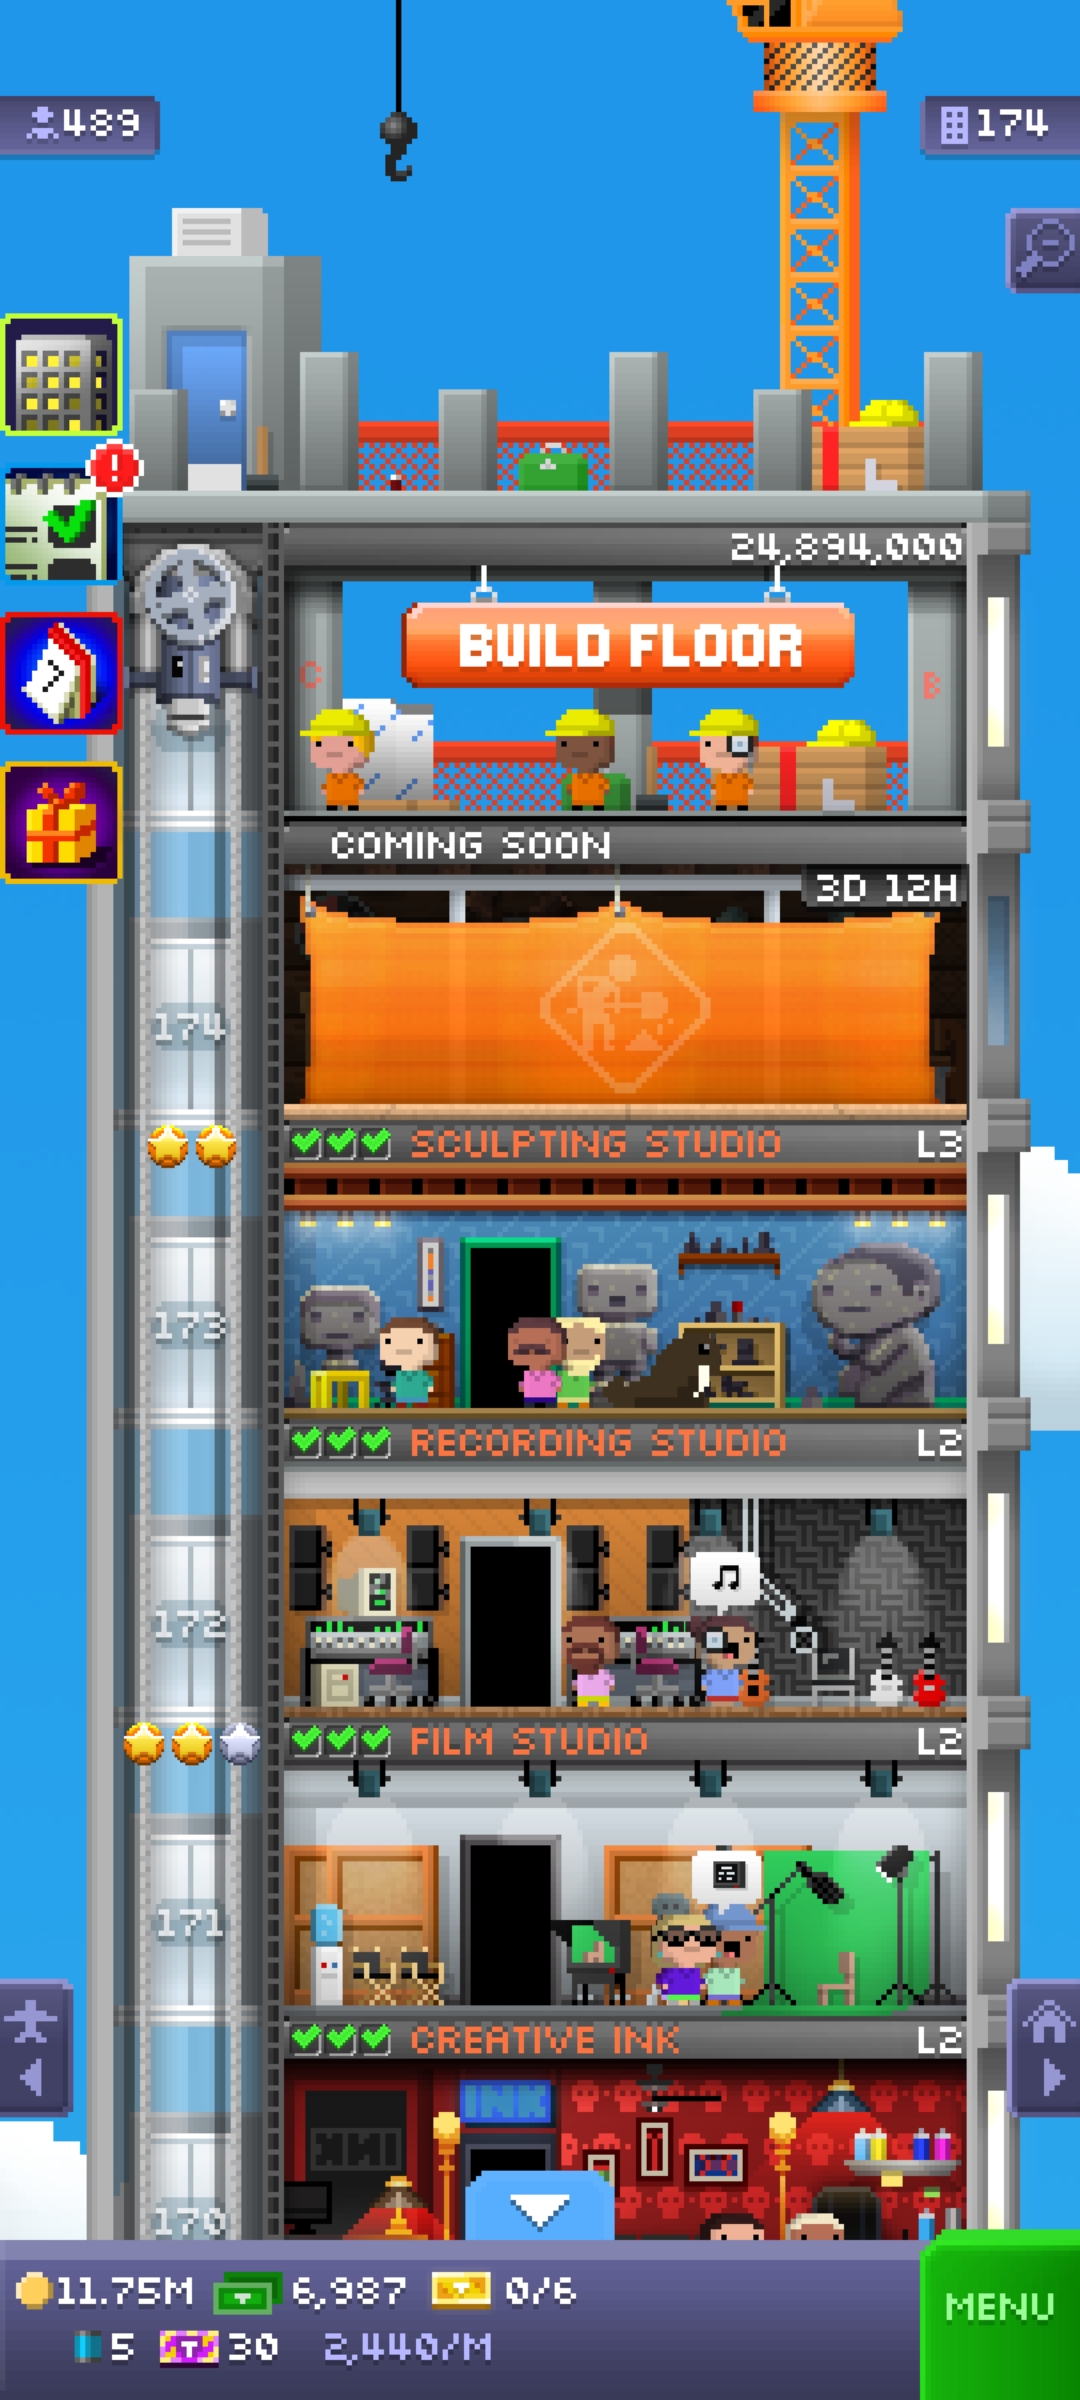 489
174
24,894,000
BUILD FLOOR
C
B
COMING SOON
3D 12H
174
SCULPTING STUDIO
L3
173
RECORDING STUDIO
L2
172
FILM STUDIO
L2
171
CREATIVE INK
L2
INK
170
11.75M
6,987
0/6
5
T
30
2,440/M
MENU